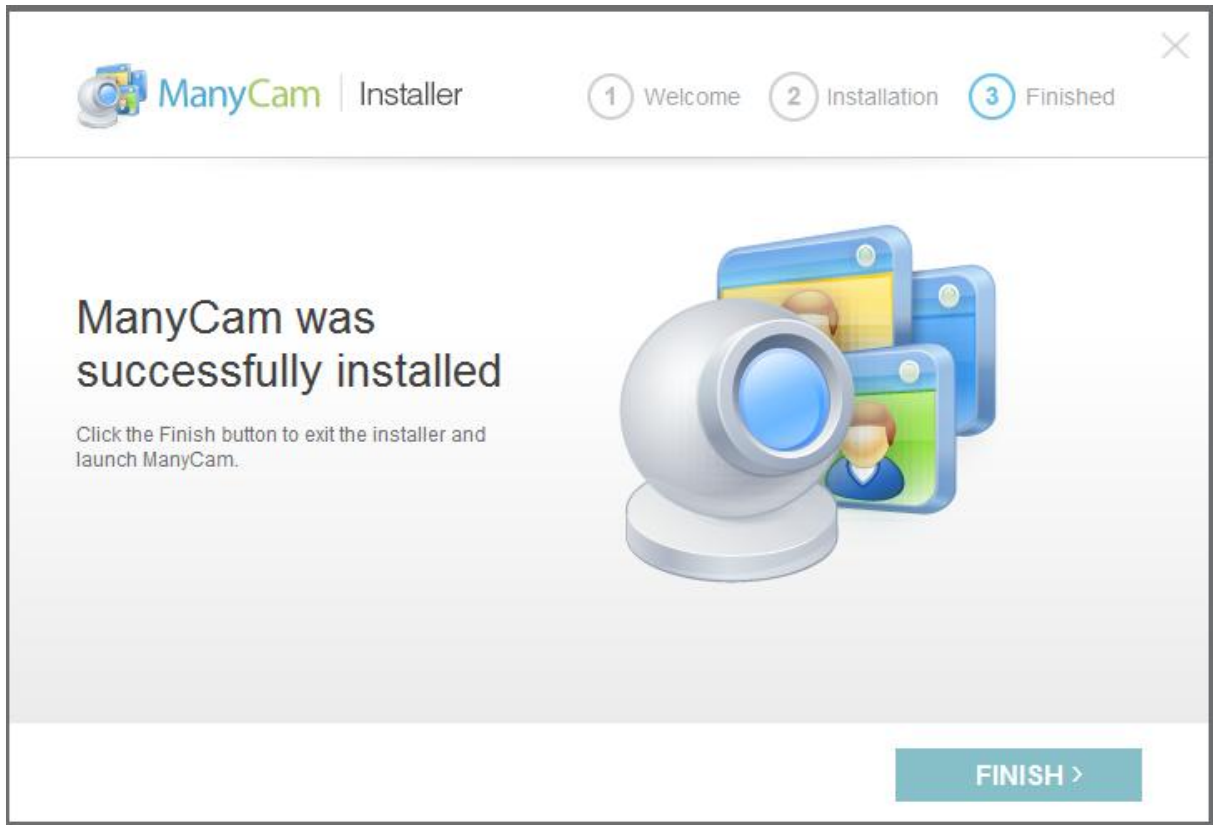 ManyCam Installer 1 Welcome 2 Installation 3 Finished
ManyCam was
successfully installed
Click the Finish button to exit the installer and
launch ManyCam.
FINISH >